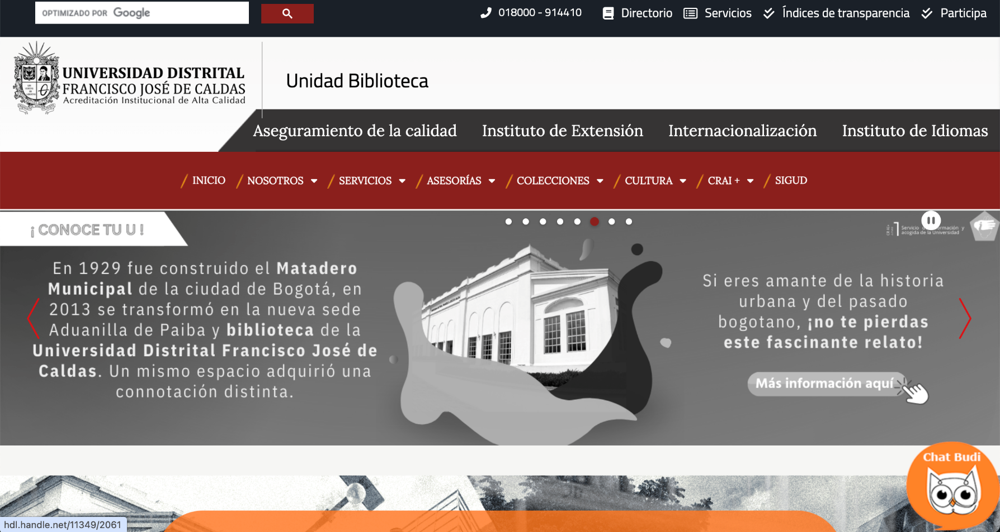 OPTIMIZADO POR Google
018000 - 914410
Directorio
Servicios
Índices de transparencia
Participa
UNIVERSIDAD DISTRITAL
FRANCISCO JOSÉ DE CALDAS
Acreditación Institucional de Alta Calidad
Unidad Biblioteca
Aseguramiento de la calidad
Instituto de Extensión
Internacionalización
Instituto de Idiomas
INICIO
NOSOTROS
SERVICIOS
ASESORÍAS
COLECCIONES
CULTURA
CRAI +
SIGUD
¡ CONOCE TU U !
Servicio
acogida de la Universidad
En 1929 fue construido el Matadero
Municipal de la ciudad de Bogotá, en
2013 se transformó en la nueva sede
Aduanilla de Paiba y biblioteca de la
Universidad Distrital Francisco José de
Caldas. Un mismo espacio adquirió una
connotación distinta.
Si eres amante de la historia
urbana y del pasado
bogotano, ¡no te pierdas
este fascinante relato!
Más información aquí
Chat Budi
hdl.handle.net/11349/2061